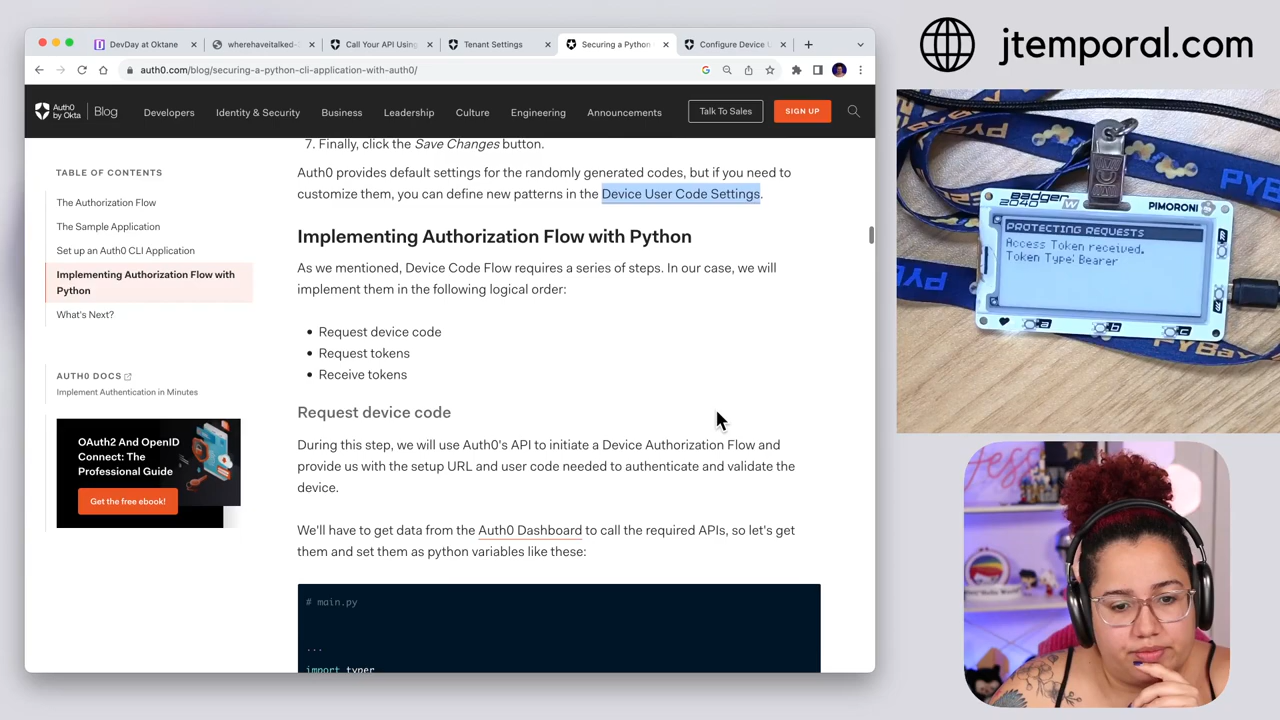 DevDay at Oktane
wherehaveitalked-
Call Your API Using
Tenant Settings
Securing a Python
Configure Device U
auth0.com/blog/securing-a-python-cli-application-with-auth0/
Auth0 by Okta
Blog
Developers
Identity & Security
Business
Leadership
Culture
Engineering
Announcements
Talk To Sales
SIGN UP
TABLE OF CONTENTS
The Authorization Flow
The Sample Application
Set up an Auth0 CLI Application
Implementing Authorization Flow with
Python
What's Next?
AUTH0 DOCS
Implement Authentication in Minutes
OAuth2 And OpenID
Connect: The
Professional Guide
Get the free ebook!
7. Finally, click the Save Changes button.
Auth0 provides default settings for the randomly generated codes, but if you need to
customize them, you can define new patterns in the Device User Code Settings.
Implementing Authorization Flow with Python
As we mentioned, Device Code Flow requires a series of steps. In our case, we will
implement them in the following logical order:
• Request device code
• Request tokens
• Receive tokens
Request device code
During this step, we will use Auth0's API to initiate a Device Authorization Flow and
provide us with the setup URL and user code needed to authenticate and validate the
device.
We'll have to get data from the Auth0 Dashboard to call the required APIs, so let's get
them and set them as python variables like these:
# main.py
...
import typer
jtemporal.com
PYB
Badger
2040 W
PIMORONI
PROTECTING REQUESTS
Access Token received.
Token Type: Bearer
a
b
c
PYBay